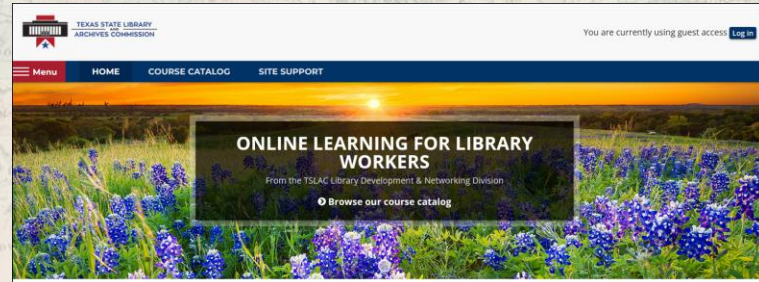 TEXAS STATE LIBRARY
AND
ARCHIVES COMMISSION
You are currently using guest access Log in
Menu HOME COURSE CATALOG SITE SUPPORT
ONLINE LEARNING FOR LIBRARY
WORKERS
From the TSLAC Library Development & Networking Division
Browse our course catalog